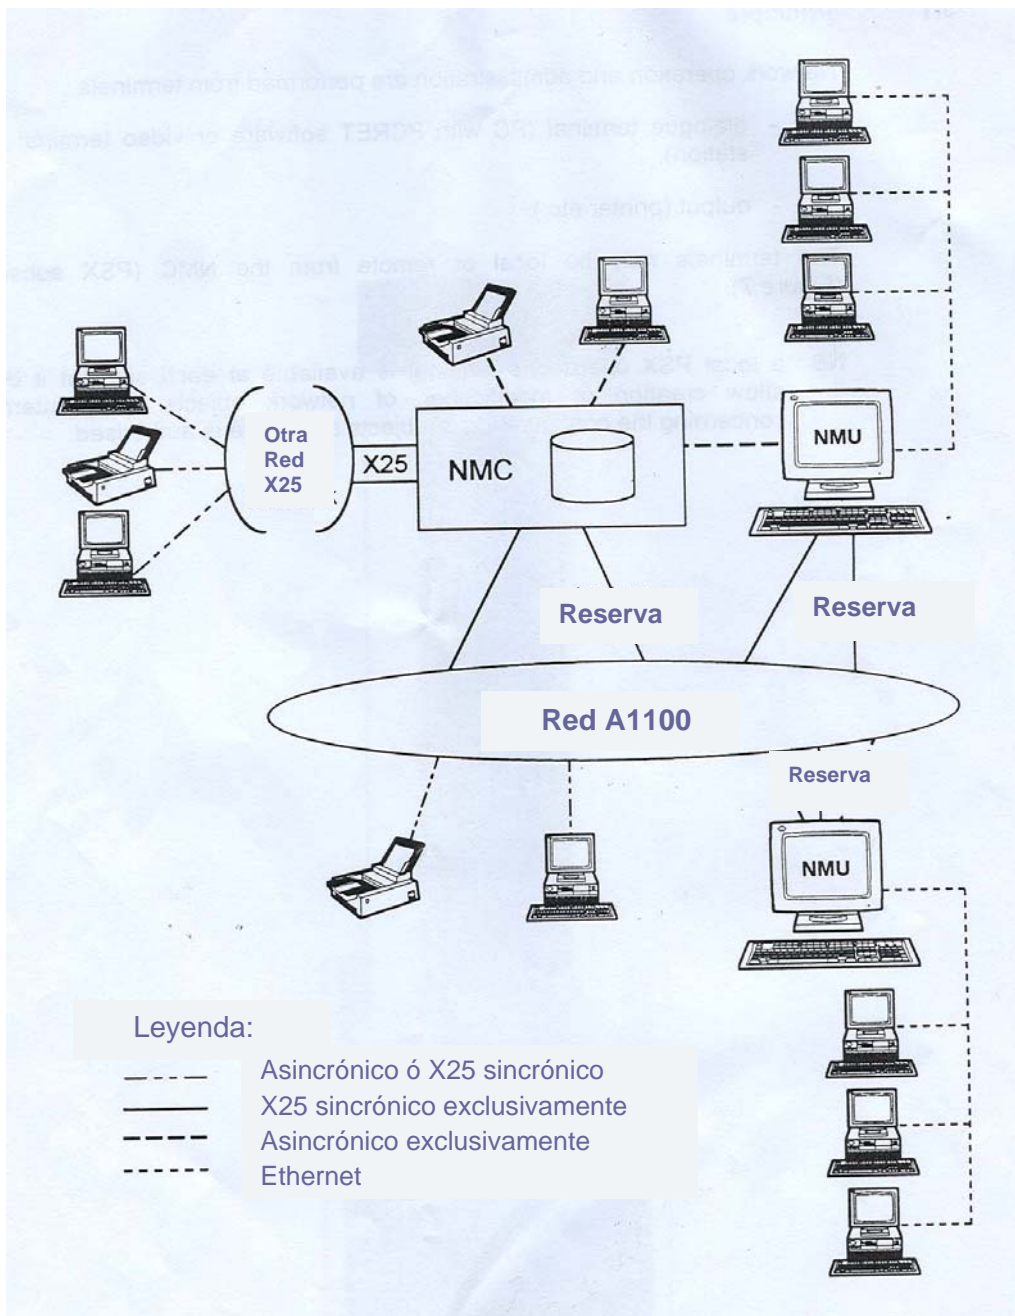 NMU
Otra
Red
X25
X25
NMC
Reserva
Reserva
Red A1100
Reserva
NMU
Leyenda:
Asincrónico ó X25 sincrónico
X25 sincrónico exclusivamente
Asincrónico exclusivamente
Ethernet